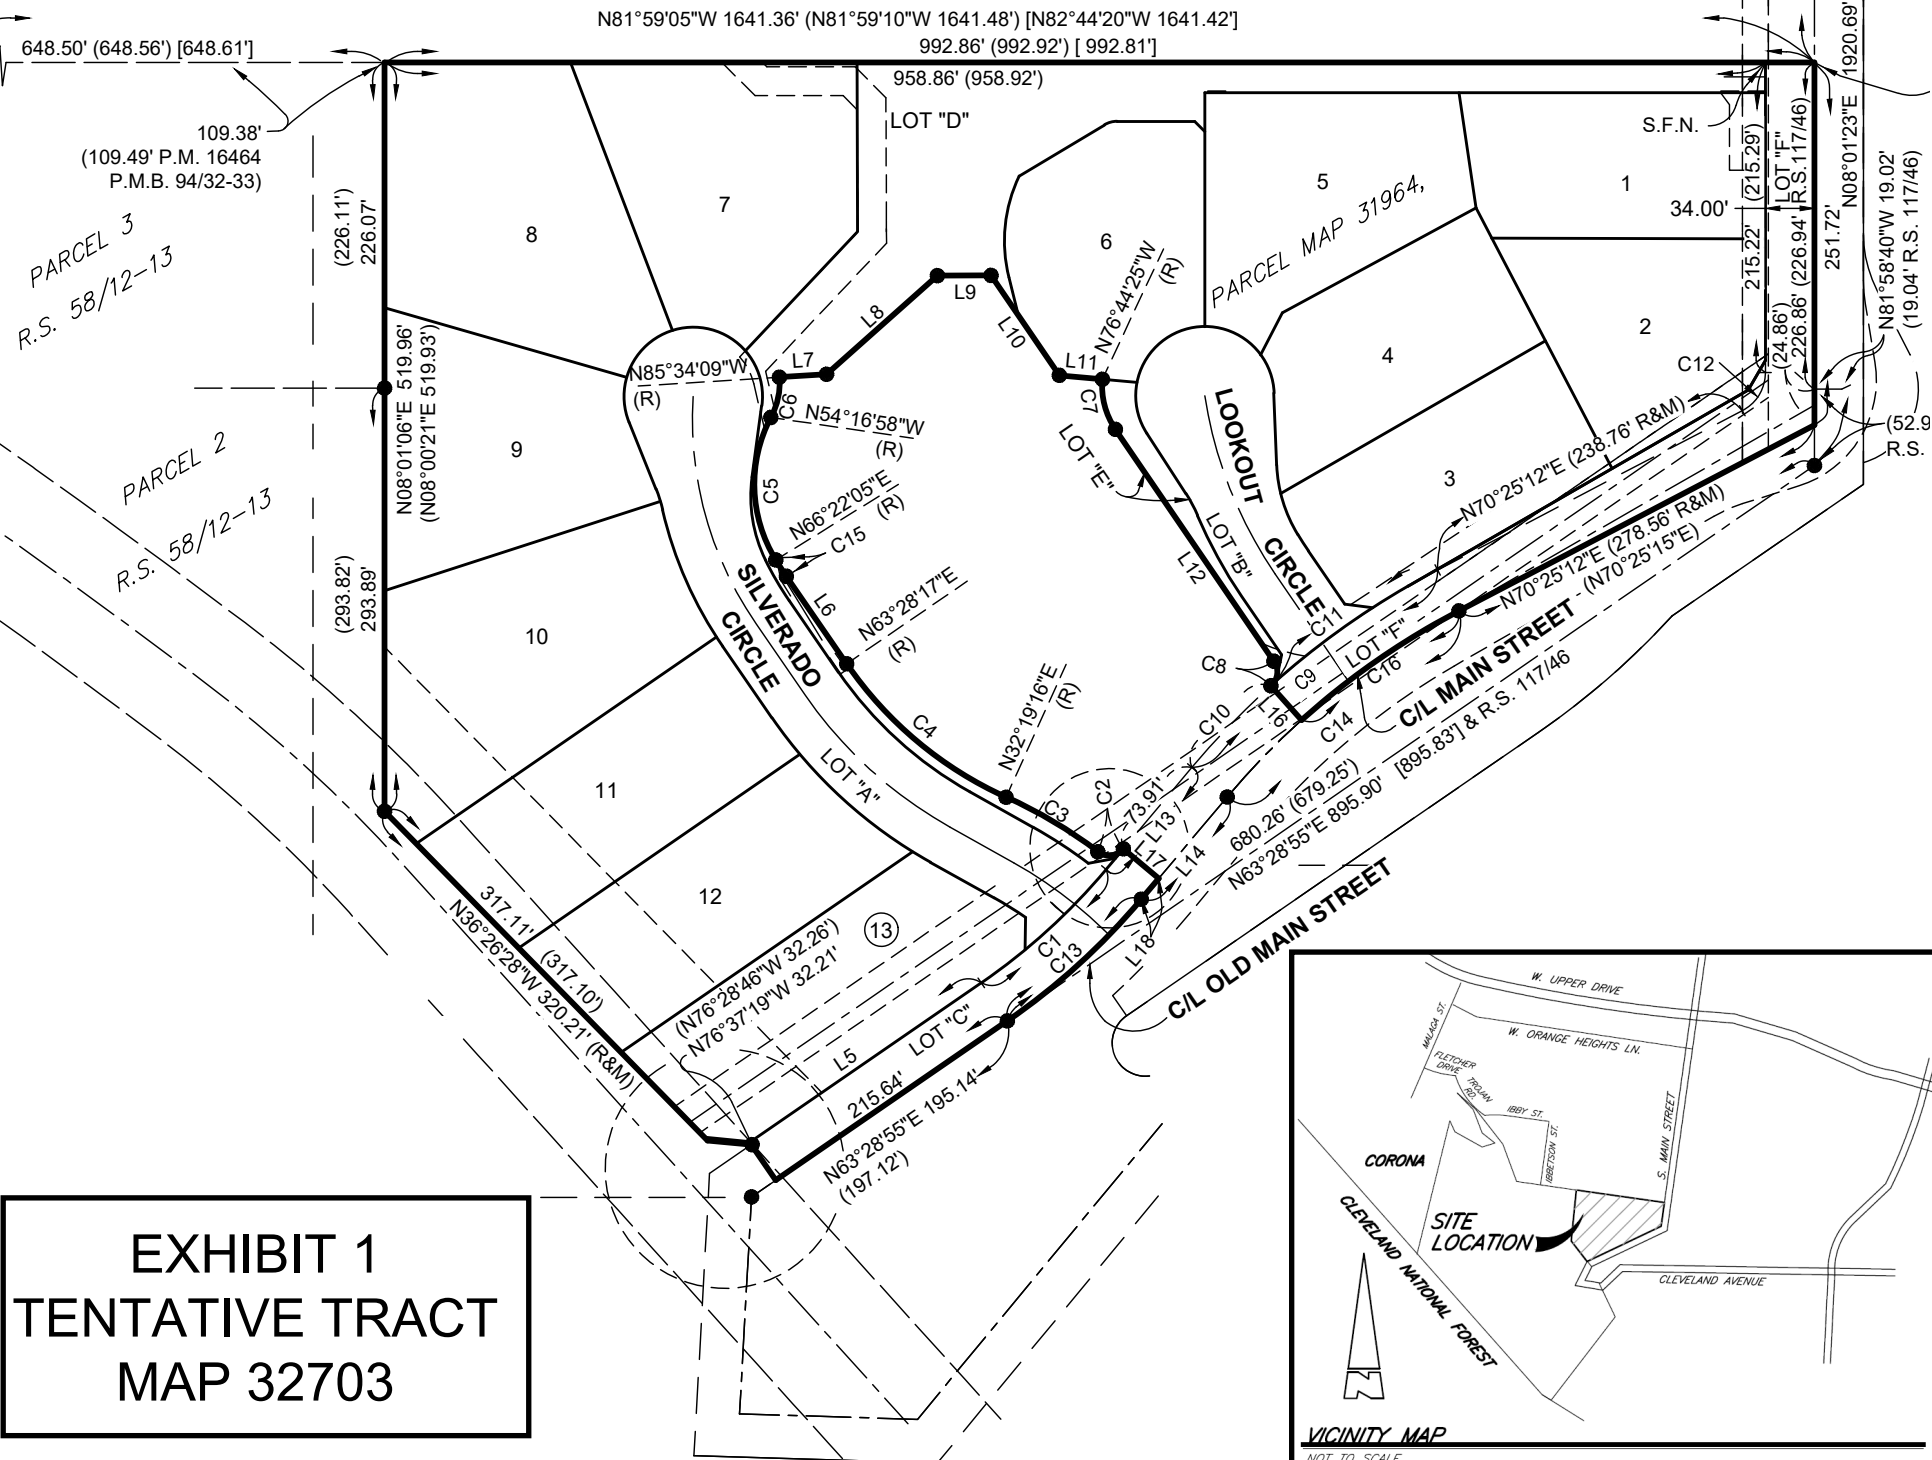 N81°59'05"W 1641.36' (N81°59'10"W 1641.48') [N82°44'20"W 1641.42']
648.50' (648.56') [648.61']
992.86' (992.92') [ 992.81']
958.86' (958.92')
109.38'
(109.49' P.M. 16464
P.M.B. 94/32-33)
LOT "D"
S.F.N.
(215.29')
215.22'
LOT "F"
34.00'
226.86' (226.94' R.S.117/46)
(24.86')
251.72'
N08°01'23"E 1920.69'
N81°58'40"W 19.02'
(19.04' R.S. 117/46)
(52.9
R.S.
PARCEL 3
R.S. 58/12-13
(226.11')
226.07'
8
7
6
5
1
PARCEL MAP 31964,
2
4
3
C12
N76°44'25"W
(R)
L9
L8
L10
L7
L11
C7
C6
N85°34'09"W
(R)
N54°16'58"W
(R)
N08°01'06"E 519.96'
(N08°00'21"E 519.93')
PARCEL 2
R.S. 58/12-13
9
C5
N66°22'05"E
(R)
C15
LOT "E"
LOOKOUT
CIRCLE
LOT "B"
L12
L6
N63°28'17"E
(R)
SILVERADO
CIRCLE
(293.82')
293.89'
10
11
12
13
LOT "A"
C4
N32°19'16"E
(R)
C3
C2
73.91'
L13
L17
L14
L18
C10
C8
C9
C11
L16
C14
LOT "F"
C16
N70°25'12"E (238.76' R&M)
N70°25'12"E (278.56' R&M)
(N70°25'15"E)
C/L MAIN STREET
680.26' (679.25')
N63°28'55"E 895.90' [895.83'] & R.S. 117/46
C/L OLD MAIN STREET
317.11' (317.10')
N36°26'28"W 320.21' (R&M)
(N76°28'46"W 32.26')
N76°37'19"W 32.21'
C1
C13
LOT "C"
L5
215.64'
N63°28'55"E 195.14'
(197.12')
EXHIBIT 1
TENTATIVE TRACT
MAP 32703
W. UPPER DRIVE
MALAGA ST.
W. ORANGE HEIGHTS LN.
FLETCHER
DRIVE
TROJAN
RD.
IBBY ST.
IBBETSON ST.
S. MAIN STREET
CORONA
SITE
LOCATION
CLEVELAND NATIONAL FOREST
CLEVELAND AVENUE
N
VICINITY MAP
NOT TO SCALE